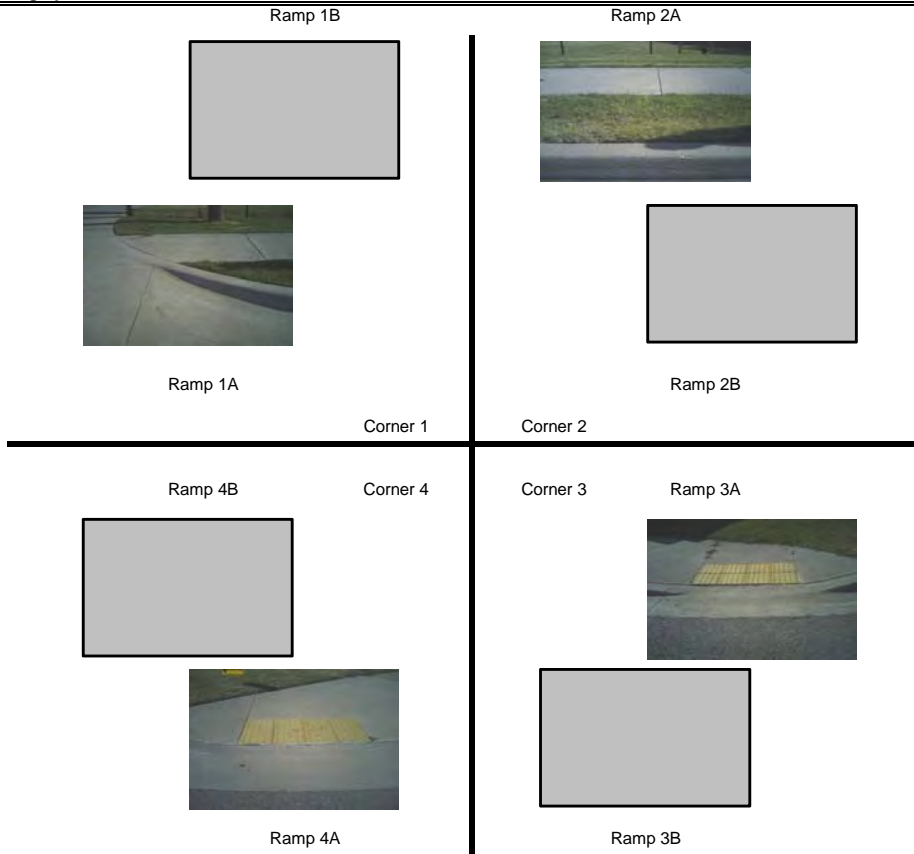 Ramp 1B
Ramp 2A
Ramp 1A
Ramp 2B
Corner 1
Corner 2
Ramp 4B
Corner 4
Corner 3
Ramp 3A
Ramp 4A
Ramp 3B